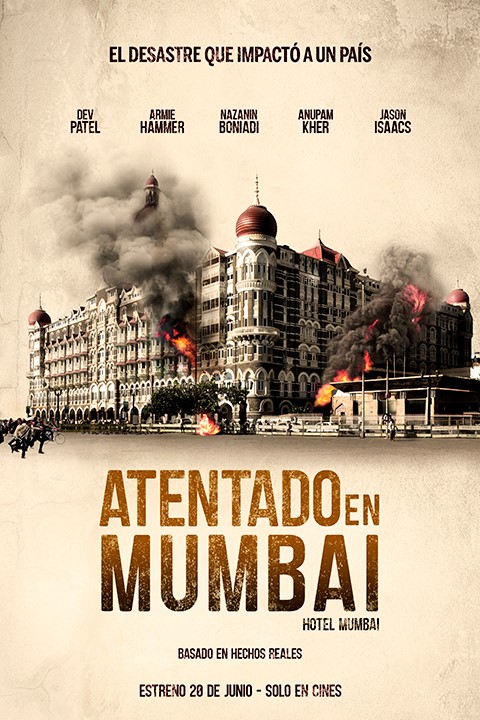 EL DESASTRE QUE IMPACTÓ A UN PAÍS
DEV PATEL
ARMIE HAMMER
NAZANIN BONIADI
ANUPAM KHER
JASON ISAACS
ATENTADO EN
MUMBAI
HOTEL MUMBAI
BASADO EN HECHOS REALES
ESTRENO 20 DE JUNIO - SOLO EN CINES